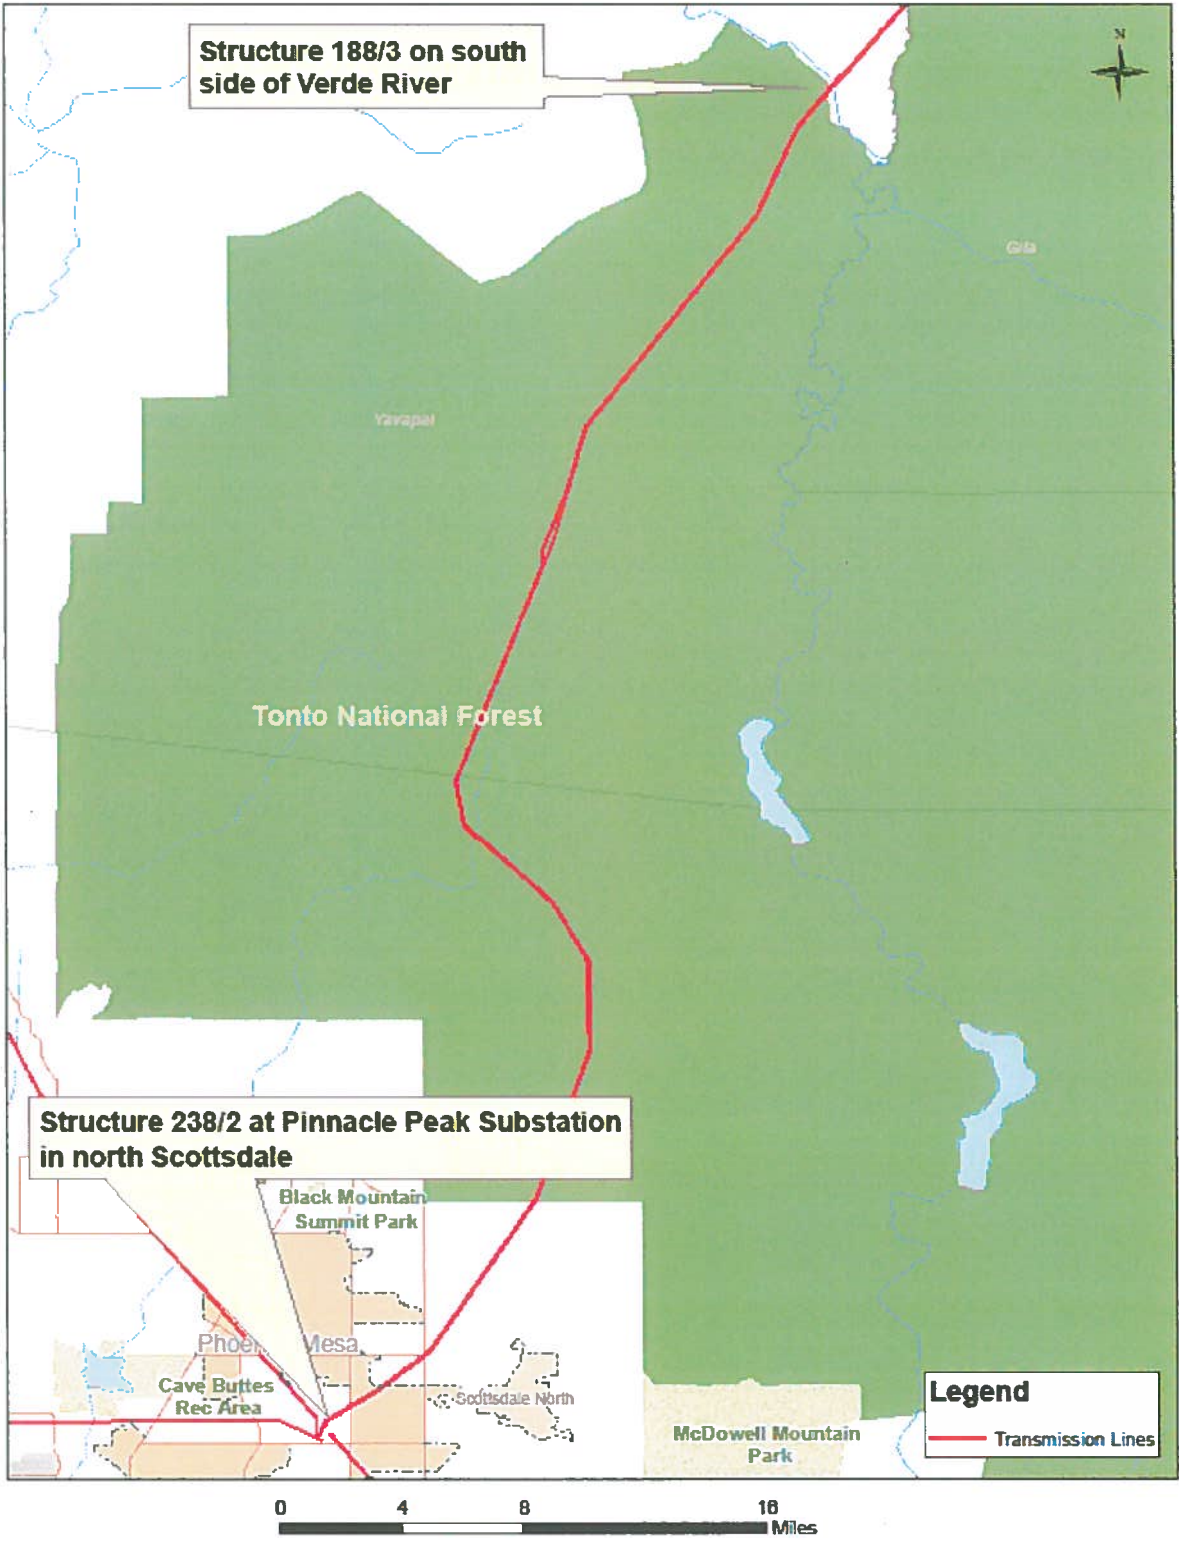 Structure 188/3 on south
side of Verde River
N
Gila
Yavapai
Tonto National Forest
Structure 238/2 at Pinnacle Peak Substation
in north Scottsdale
Black Mountain
Summit Park
Phoe Mesa
Cave Buttes
Rec Area
Scottsdale North
McDowell Mountain
Park
Legend
Transmission Lines
0 4 8 16
Miles